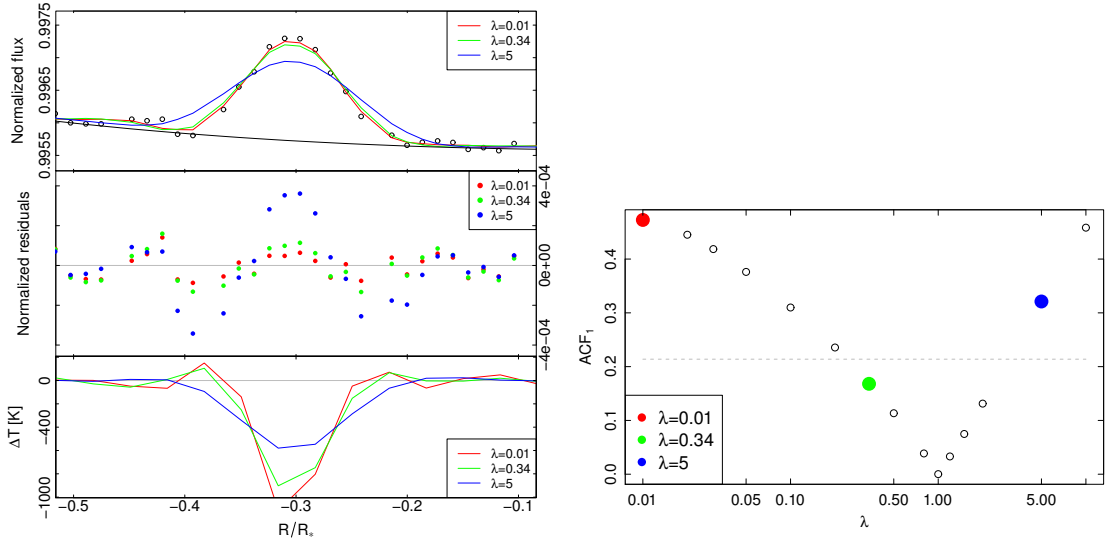 Normalized flux
0.9955
0.9965
0.9975
λ=0.01
λ=0.34
λ=5
Normalized residuals
−4e−04
0e+00
4e−04
λ=0.01
λ=0.34
λ=5
ΔT [K]
−1000
−400
0
λ=0.01
λ=0.34
λ=5
−0.5
−0.4
−0.3
−0.2
−0.1
R/R*
ACF1
0.0
0.1
0.2
0.3
0.4
λ=0.01
λ=0.34
λ=5
0.01
0.05
0.10
0.50
1.00
5.00
λ